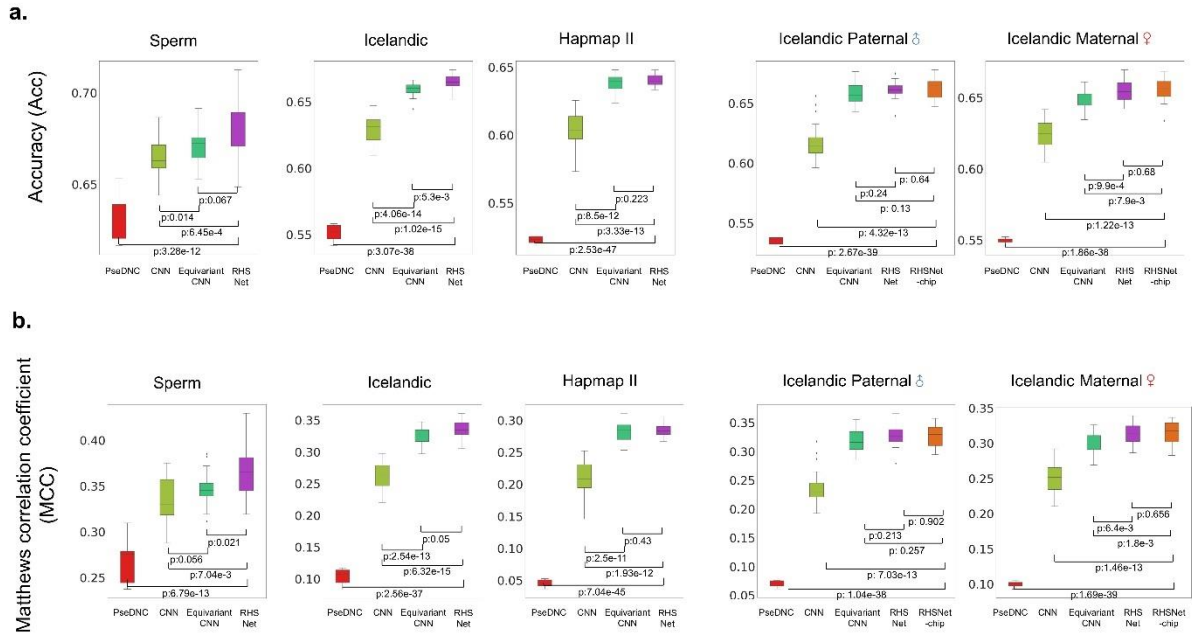 a.
Sperm
Icelandic
Hapmap II
Icelandic Paternal ♂
Icelandic Maternal ♀
Accuracy (Acc)
0.70
0.65
p:0.067
p:0.014
p:6.45e-4
p:3.28e-12
PseDNC
CNN
Equivariant
CNN
RHS
Net
0.65
0.60
0.55
p:5.3e-3
p:4.06e-14
p:1.02e-15
p:3.07e-38
PseDNC
CNN
Equivariant
CNN
RHS
Net
0.65
0.60
0.55
p:0.223
p:8.5e-12
p:3.33e-13
p:2.53e-47
PseDNC
CNN
Equivariant
CNN
RHS
Net
0.65
0.60
0.55
p: 0.64
p:0.24
p: 0.13
p: 4.32e-13
p: 2.67e-39
PseDNC
CNN
Equivariant
CNN
RHS
Net
RHSNet
-chip
0.65
0.60
0.55
p:0.68
p:9.9e-4
p:7.9e-3
p:1.22e-13
p:1.86e-38
PseDNC
CNN
Equivariant
CNN
RHS
Net
RHSNet
-chip
b.
Sperm
Icelandic
Hapmap II
Icelandic Paternal ♂
Icelandic Maternal ♀
Matthews correlation coefficient
(MCC)
0.40
0.35
0.30
0.25
p:0.021
p:0.056
p:7.04e-3
p:6.79e-13
PseDNC
CNN
Equivariant
CNN
RHS
Net
0.35
0.30
0.25
0.20
0.15
0.10
p:0.05
p:2.54e-13
p:6.32e-15
p:2.56e-37
PseDNC
CNN
Equivariant
CNN
RHS
Net
0.30
0.25
0.20
0.15
0.10
0.05
p:0.43
p:2.5e-11
p:1.93e-12
p:7.04e-45
PseDNC
CNN
Equivariant
CNN
RHS
Net
0.35
0.30
0.25
0.20
0.15
0.10
0.05
p: 0.902
p:0.213
p: 0.257
p: 7.03e-13
p: 1.04e-38
PseDNC
CNN
Equivariant
CNN
RHS
Net
RHSNet
-chip
0.35
0.30
0.25
0.20
0.15
0.10
p:0.656
p:6.4e-3
p:1.8e-3
p:1.46e-13
p:1.69e-39
PseDNC
CNN
Equivariant
CNN
RHS
Net
RHSNet
-chip